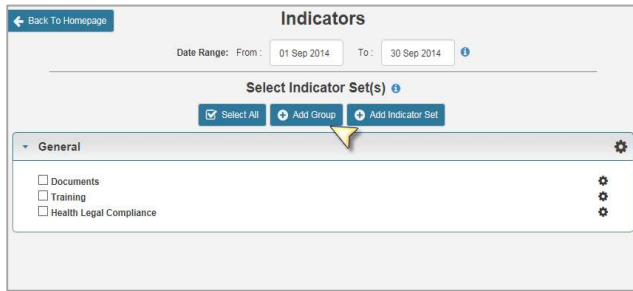 Back To Homepage
Indicators
Date Range: From : 01 Sep 2014 To : 30 Sep 2014
Select Indicator Set(s)
Select All Add Group Add Indicator Set
General
Documents
Training
Health Legal Compliance